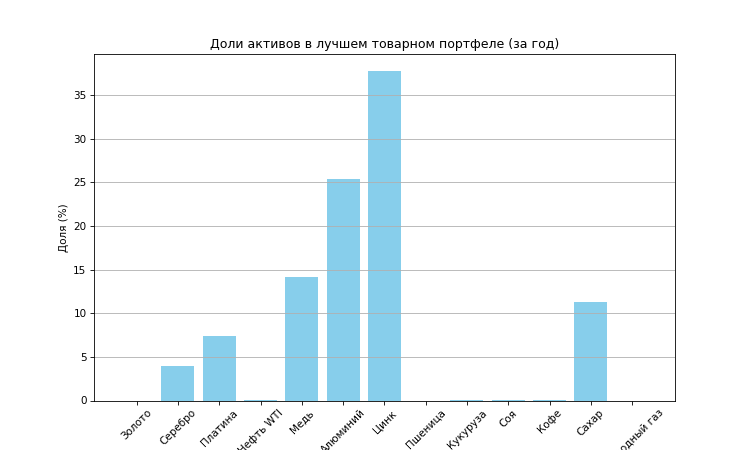 Доли активов в лучшем товарном портфеле (за год)
Доля (%)
35
30
25
20
15
10
5
0
Золото
Серебро
Платина
Нефть WTI
Медь
Алюминий
Цинк
Пшеница
Кукуруза
Соя
Кофе
Сахар
газ